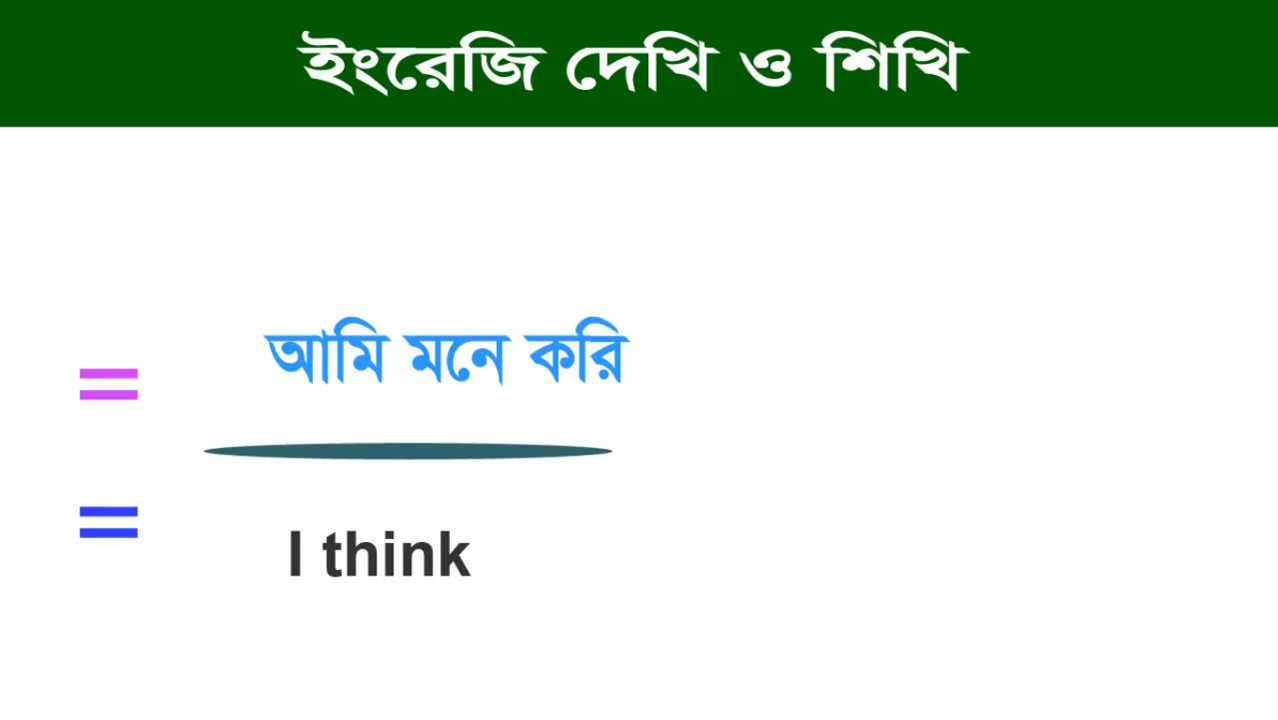 ইংরেজি দেখি ও শিখি
= আমি মনে করি
= I think